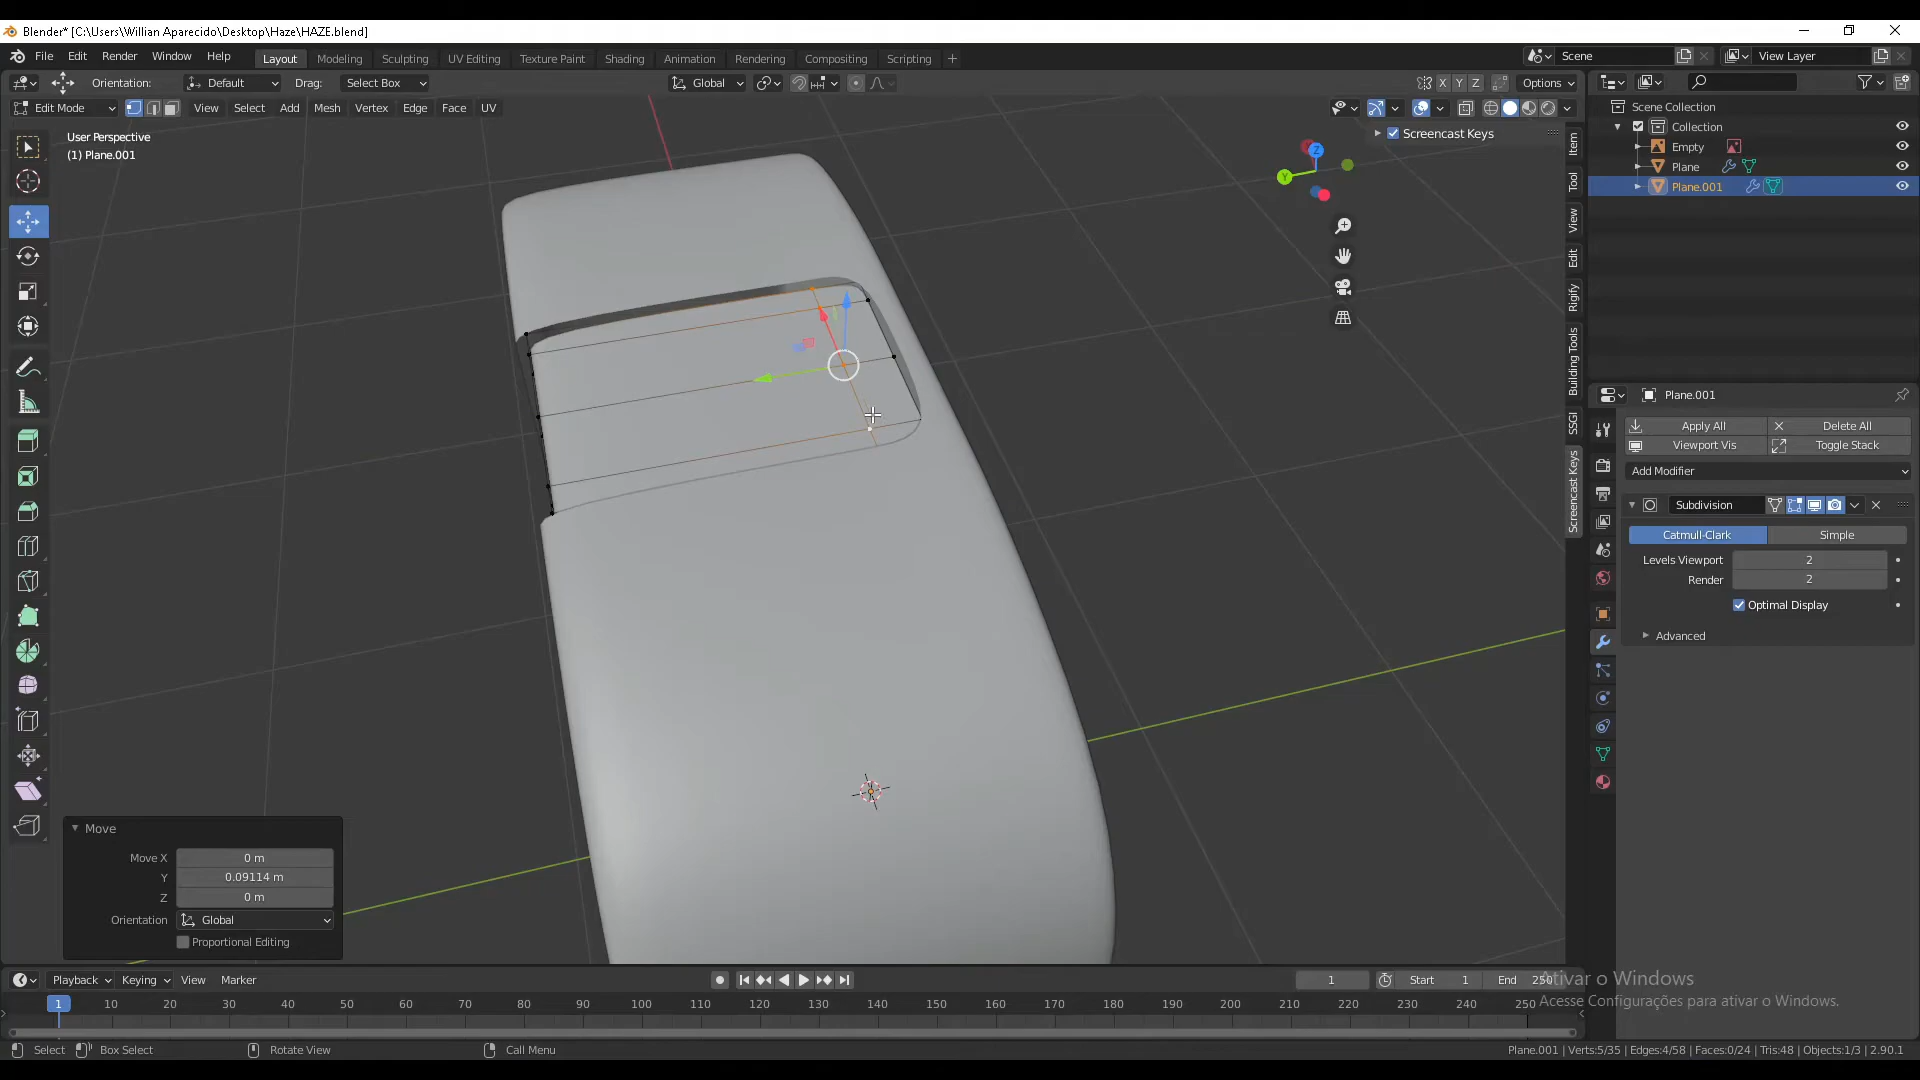 Blender* [C:\Users\Willian Aparecido\Desktop\Haze\HAZE.blend]
File Edit Render Window Help Layout Modeling Sculpting UV Editing Texture Paint Shading Animation Rendering Compositing Scripting + Scene View Layer
Orientation: Default Drag: Select Box Global X Y Z Options
Edit Mode View Select Add Mesh Vertex Edge Face UV
User Perspective
(1) Plane.001
Screencast Keys
Z
Y
Item
Tool
View
Edit
Rigify
Building Tools
SSGI
Screencast Keys
Scene Collection
Collection
Empty
Plane
Plane.001
Plane.001
Apply All Delete All
Viewport Vis Toggle Stack
Add Modifier
Subdivision
Catmull-Clark Simple
Levels Viewport 2
Render 2
Optimal Display
Advanced
Move
Move X 0 m
Y 0.09114 m
Z 0 m
Orientation Global
Proportional Editing
Playback Keying View Marker 1 Start 1 End 250
1 10 20 30 40 50 60 70 80 90 100 110 120 130 140 150 160 170 180 190 200 210 220 230 240 250
Ativar o Windows
Acesse Configurações para ativar o Windows.
Select Box Select Rotate View Call Menu Plane.001 | Verts:5/35 | Edges:4/58 | Faces:0/24 | Tris:48 | Objects:1/3 | 2.90.1